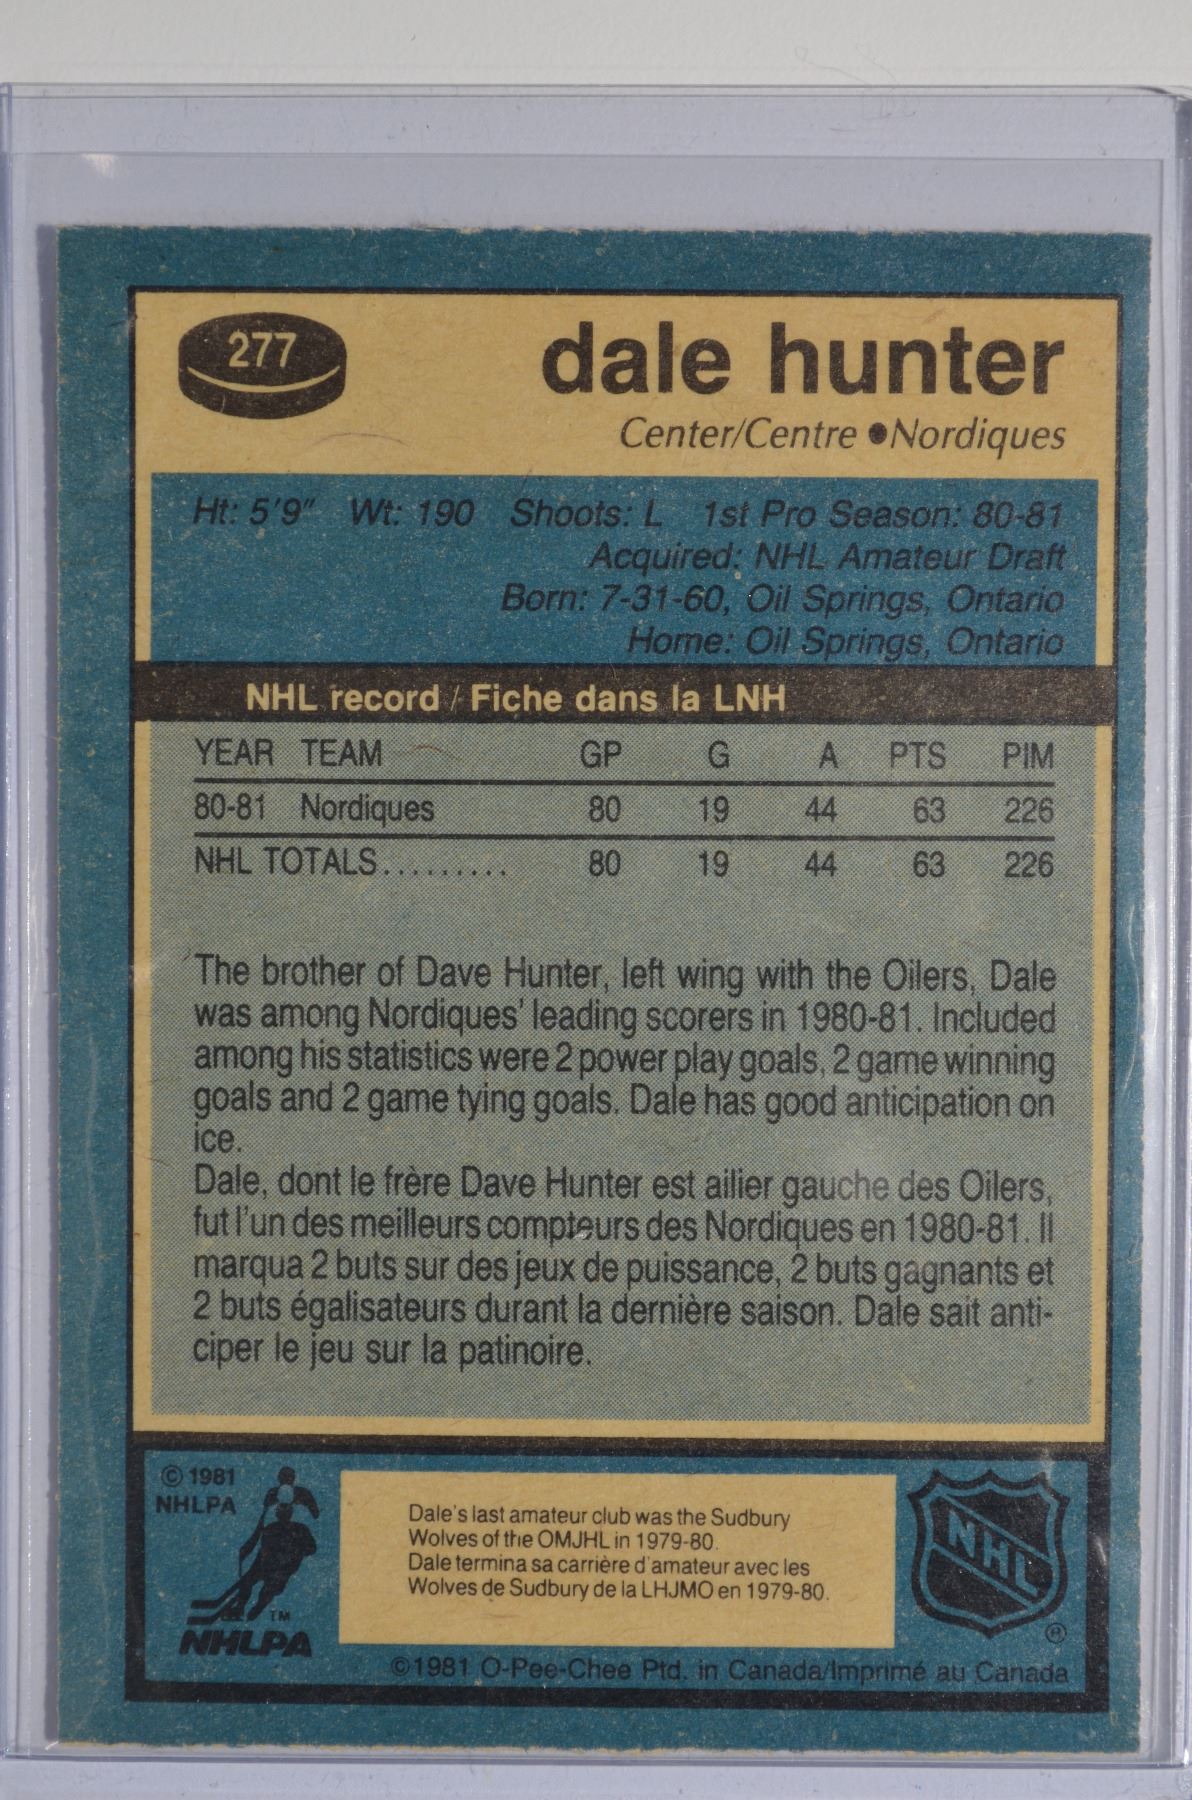 277
dale hunter
Center/Centre ●Nordiques
Ht: 5'9" Wt: 190 Shoots: L 1st Pro Season: 80-81
Acquired: NHL Amateur Draft
Born: 7-31-60, Oil Springs, Ontario
Home: Oil Springs, Ontario
NHL record / Fiche dans la LNH
YEAR TEAM GP G A PTS PIM
80-81 Nordiques 80 19 44 63 226
NHL TOTALS......... 80 19 44 63 226
The brother of Dave Hunter, left wing with the Oilers, Dale
was among Nordiques' leading scorers in 1980-81. Included
among his statistics were 2 power play goals, 2 game winning
goals and 2 game tying goals. Dale has good anticipation on
ice.
Dale, dont le frère Dave Hunter est ailier gauche des Oilers,
fut l'un des meilleurs compteurs des Nordiques en 1980-81. Il
marqua 2 buts sur des jeux de puissance, 2 buts gagnants et
2 buts égalisateurs durant la dernière saison. Dale sait anti-
ciper le jeu sur la patinoire.
© 1981
NHLPA
TM
NHLPA
Dale's last amateur club was the Sudbury
Wolves of the OMJHL in 1979-80.
Dale termina sa carrière d'amateur avec les
Wolves de Sudbury de la LHJMO en 1979-80.
NHL
®
©1981 O-Pee-Chee Ptd. in Canada/Imprimé au Canada